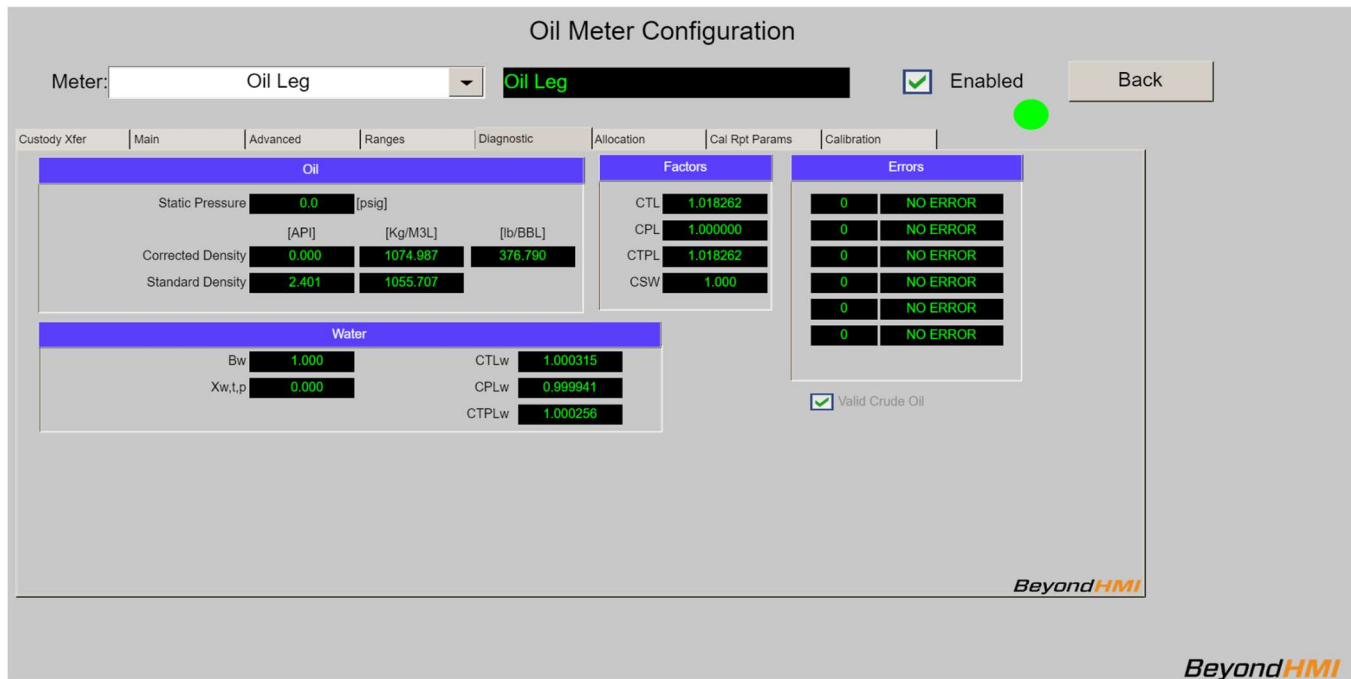 Oil Meter Configuration
Meter: Oil Leg Oil Leg Enabled Back
Custody Xfer Main Advanced Ranges Diagnostic Allocation Cal Rpt Params Calibration
Oil Factors Errors
Static Pressure 0.0 [psig] CTL 1.018262 0 NO ERROR
[API] [Kg/M3L] [lb/BBL] CPL 1.000000 0 NO ERROR
Corrected Density 0.000 1074.987 376.790 CTPL 1.018262 0 NO ERROR
Standard Density 2.401 1055.707 CSW 1.000 0 NO ERROR
0 NO ERROR
Water 0 NO ERROR
Bw 1.000 CTLw 1.000315
Xw,t,p 0.000 CPLw 0.999941
Valid Crude Oil
CTPLw 1.000256
BeyondHMI
BeyondHMI